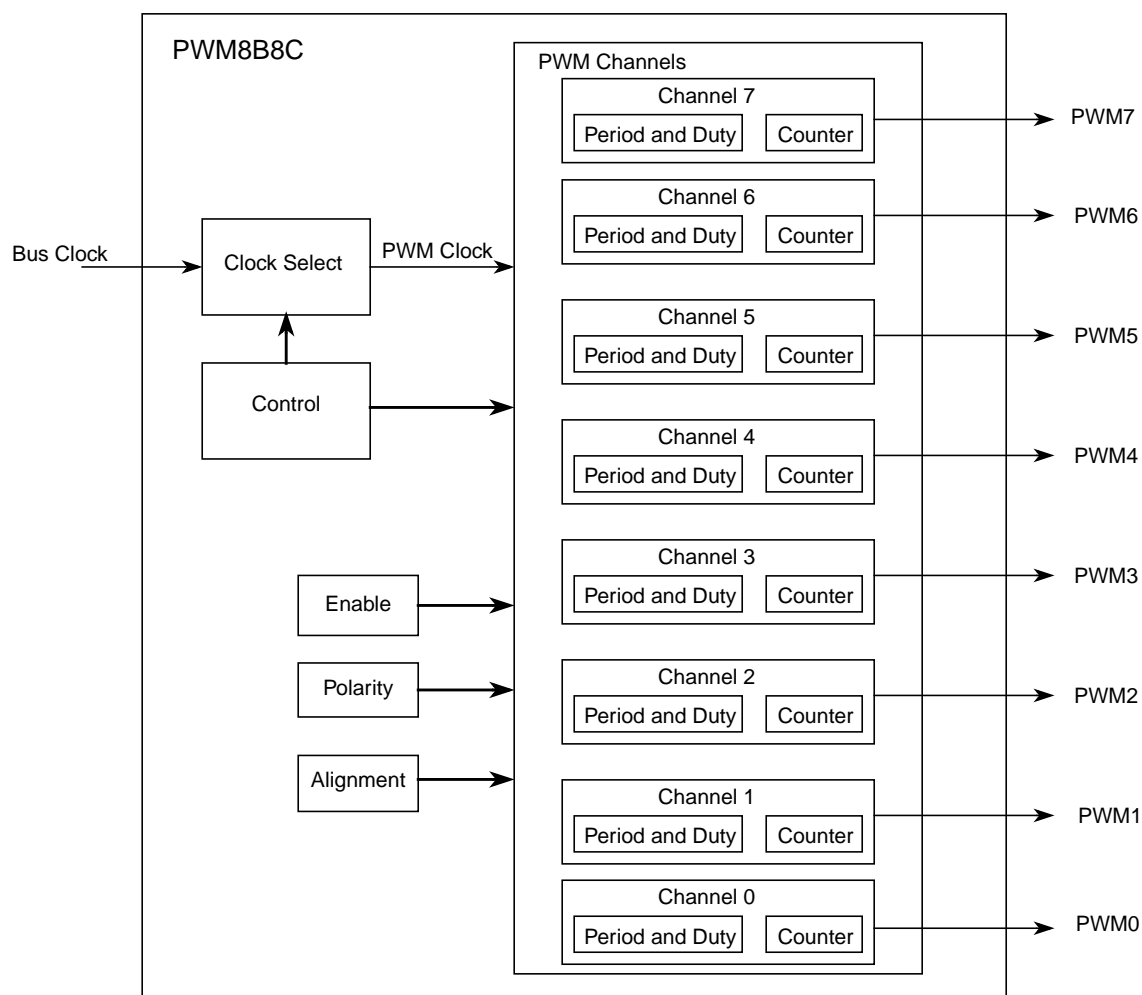 PWM8B8C
PWM Channels
Channel 7
Period and Duty
Counter
PWM7
Channel 6
Period and Duty
Counter
PWM6
Bus Clock
Clock Select
PWM Clock
Channel 5
Period and Duty
Counter
PWM5
Control
Channel 4
Period and Duty
Counter
PWM4
Channel 3
Period and Duty
Counter
PWM3
Enable
Polarity
Channel 2
Period and Duty
Counter
PWM2
Alignment
Channel 1
Period and Duty
Counter
PWM1
Channel 0
Period and Duty
Counter
PWM0